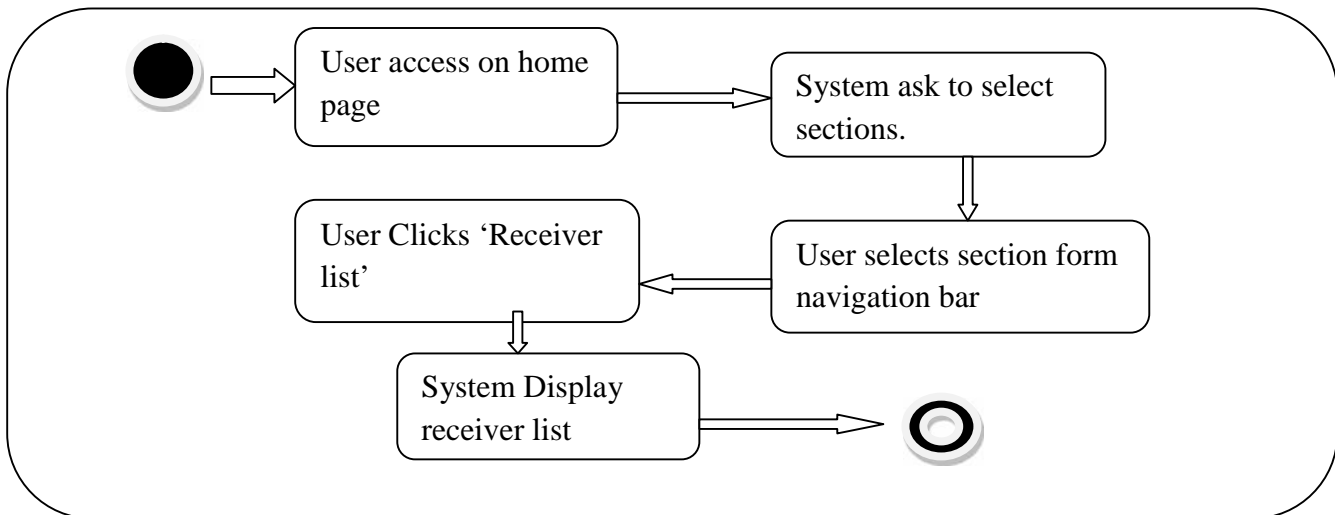 User access on home
page
System ask to select
sections.
User selects section form
navigation bar
User Clicks ‘Receiver
list’
System Display
receiver list